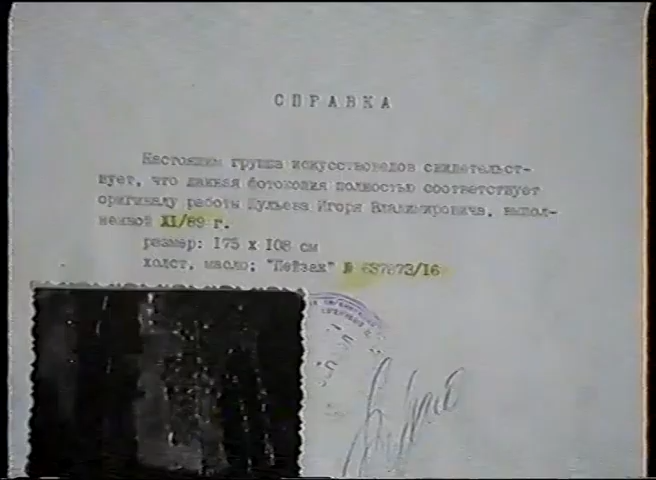 СПРАВКА
Настоящим группа искусствоведов свидетельст-
вует, что данная фотокопия полностью соответствует
оригиналу работы Пульева Игоря Владимировича, выпол-
ненной XI/89 г.
размер: 175 x 108 см
холст, масло; "Пейзаж" № 637873/16